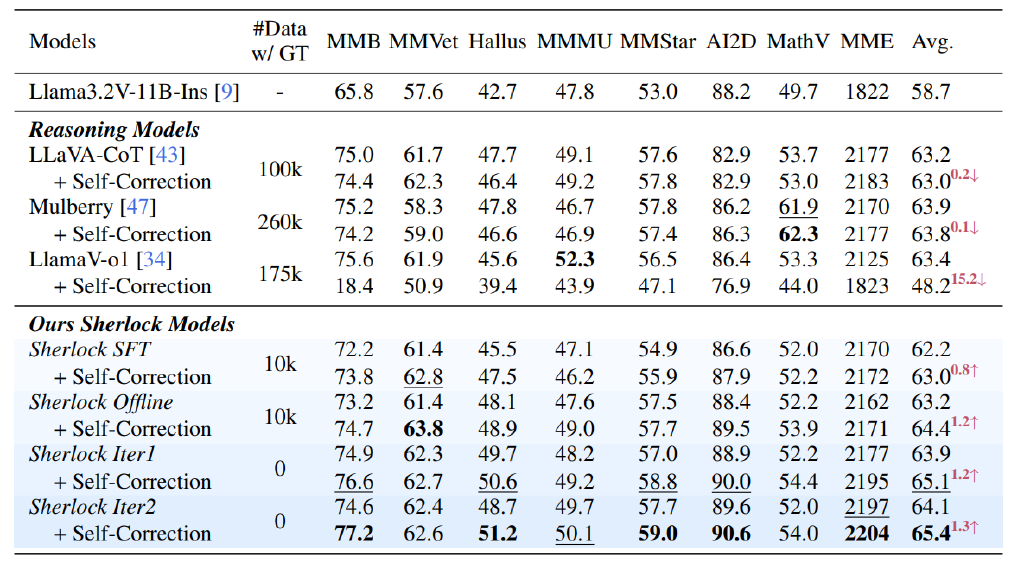 Models #Data w/ GT MMB MMVet Hallus MMMU MMStar AI2D MathV MME Avg.
Llama3.2V-11B-Ins [9] - 65.8 57.6 42.7 47.8 53.0 88.2 49.7 1822 58.7
Reasoning Models
LLaVA-CoT [43] 100k 75.0 61.7 47.7 49.1 57.6 82.9 53.7 2177 63.2
+ Self-Correction 74.4 62.3 46.4 49.2 57.8 82.9 53.0 2183 63.0 0.2↓
Mulberry [47] 260k 75.2 58.3 47.8 46.7 57.8 86.2 61.9 2170 63.9
+ Self-Correction 74.2 59.0 46.6 46.9 57.4 86.3 62.3 2177 63.8 0.1↓
LlamaV-o1 [34] 175k 75.6 61.9 45.6 52.3 56.5 86.4 53.3 2125 63.4
+ Self-Correction 18.4 50.9 39.4 43.9 47.1 76.9 44.0 1823 48.2 15.2↓
Ours Sherlock Models
Sherlock SFT 10k 72.2 61.4 45.5 47.1 54.9 86.6 52.0 2170 62.2
+ Self-Correction 73.8 62.8 47.5 46.2 55.9 87.9 52.2 2172 63.0 0.8↑
Sherlock Offline 10k 73.2 61.4 48.1 47.6 57.5 88.4 52.2 2162 63.2
+ Self-Correction 74.7 63.8 48.9 49.0 57.7 89.5 53.9 2171 64.4 1.2↑
Sherlock Iter1 0 74.9 62.3 49.7 48.2 57.0 88.9 52.2 2177 63.9
+ Self-Correction 76.6 62.7 50.6 49.2 58.8 90.0 54.4 2195 65.1 1.2↑
Sherlock Iter2 0 74.6 62.4 48.7 49.7 57.7 89.6 52.0 2197 64.1
+ Self-Correction 77.2 62.6 51.2 50.1 59.0 90.6 54.0 2204 65.4 1.3↑